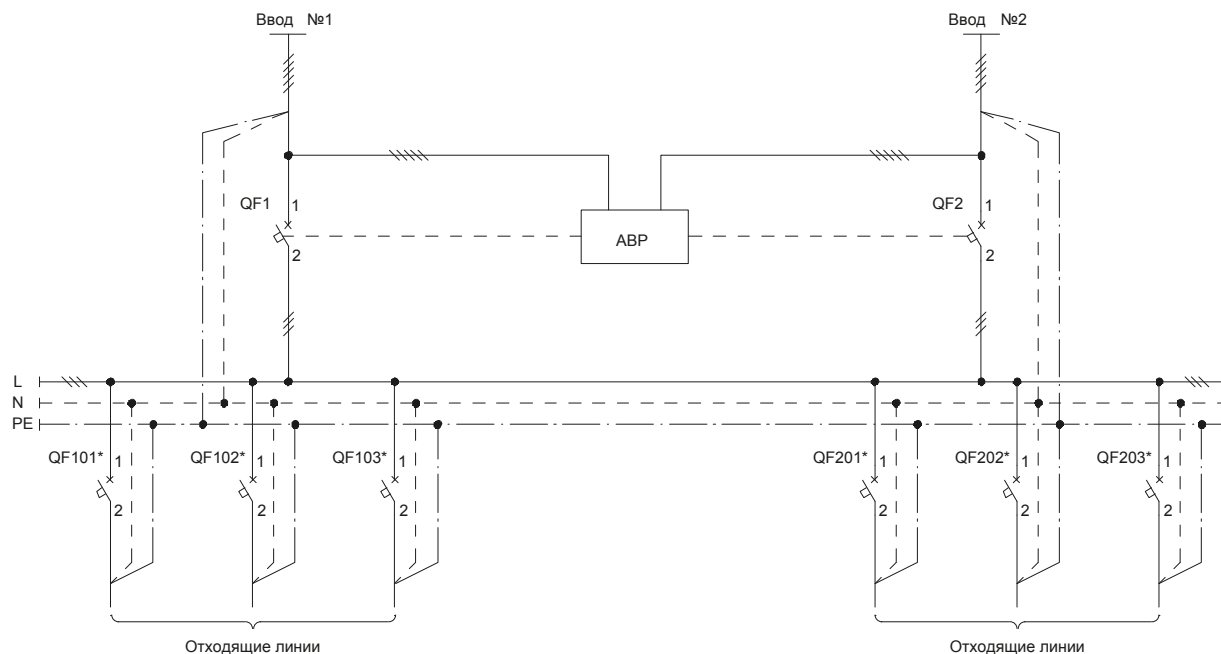 Ввод №1
Ввод №2
QF1
1
2
АВР
QF2
1
2
L
N
PE
QF101*
1
2
QF102*
1
2
QF103*
1
2
QF201*
1
2
QF202*
1
2
QF203*
1
2
Отходящие линии
Отходящие линии